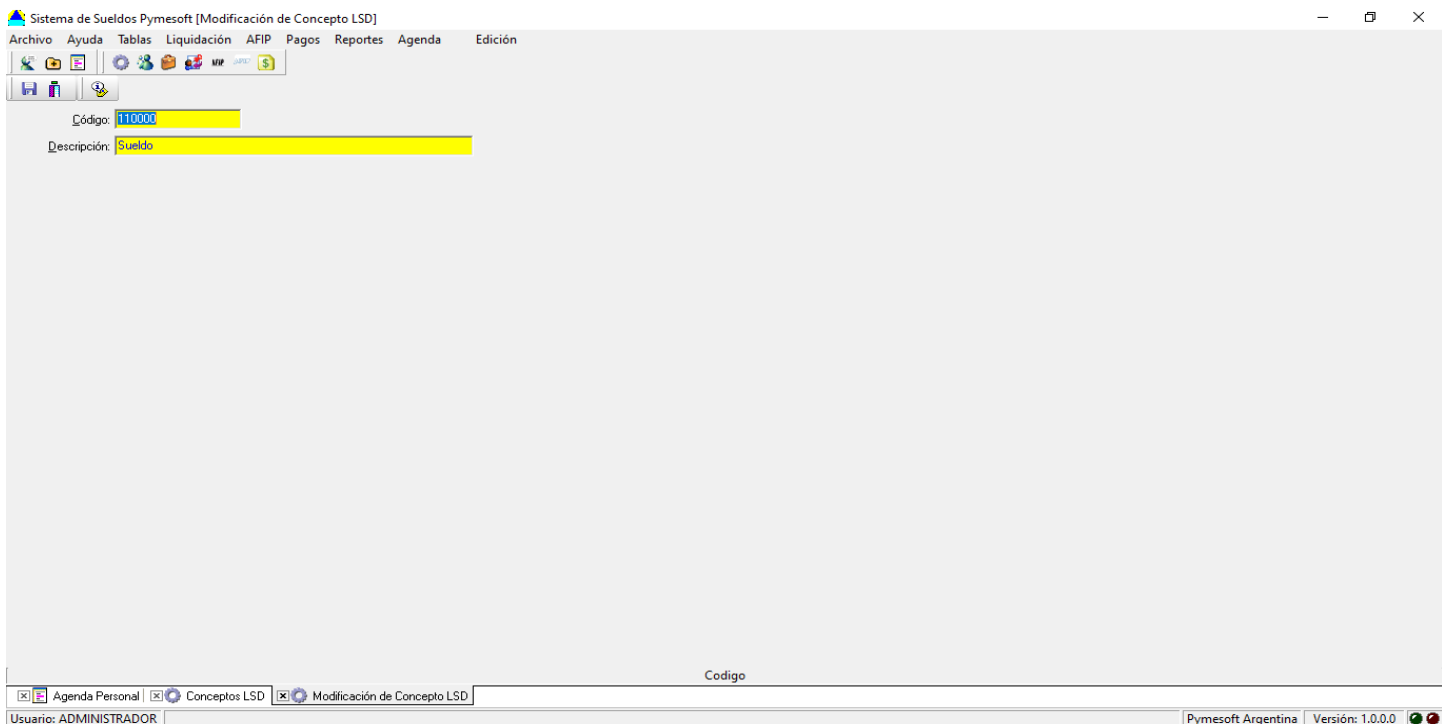 Sistema de Sueldos Pymesoft [Modificación de Concepto LSD]
Archivo Ayuda Tablas Liquidación AFIP Pagos Reportes Agenda Edición
Código: 110000
Descripción: Sueldo
Codigo
Agenda Personal Conceptos LSD Modificación de Concepto LSD
Usuario: ADMINISTRADOR Pymesoft Argentina Versión: 1.0.0.0